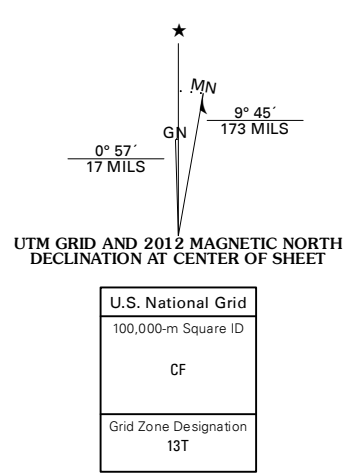 ★
MN
GN
9° 45´
173 MILS
0° 57´
17 MILS
UTM GRID AND 2012 MAGNETIC NORTH
DECLINATION AT CENTER OF SHEET
U.S. National Grid
100,000-m Square ID
CF
Grid Zone Designation
13T